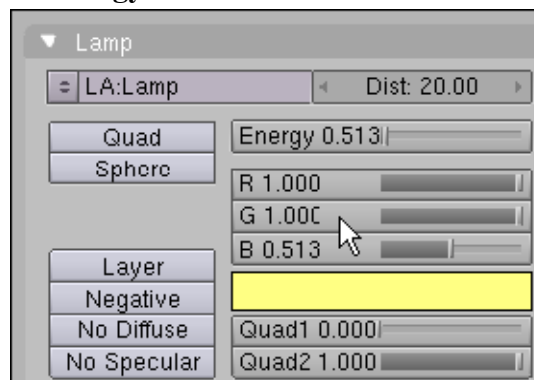 Lamp
LA:Lamp
Dist: 20.00
Quad
Energy 0.513
Sphere
R 1.000
G 1.000
B 0.513
Layer
Negative
No Diffuse
Quad1 0.000
No Specular
Quad2 1.000